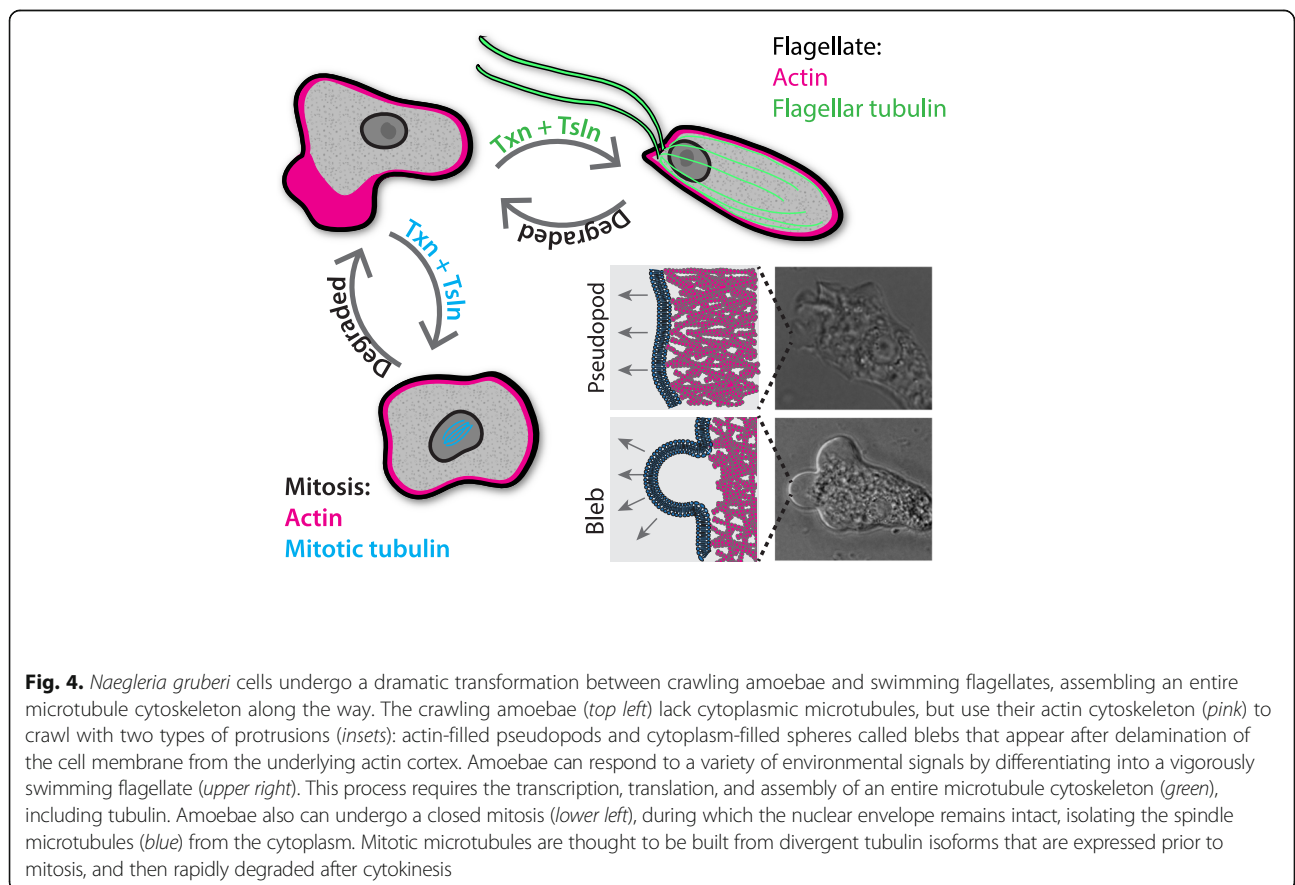 Flagellate:
Actin
Flagellar tubulin
Txn + Tsln
Degraded
Txn + Tsln
Degraded
Pseudopod
Bleb
Mitosis:
Actin
Mitotic tubulin
Fig. 4. Naegleria gruberi cells undergo a dramatic transformation between crawling amoebae and swimming flagellates, assembling an entire
microtubule cytoskeleton along the way. The crawling amoebae (top left) lack cytoplasmic microtubules, but use their actin cytoskeleton (pink) to
crawl with two types of protrusions (insets): actin-filled pseudopods and cytoplasm-filled spheres called blebs that appear after delamination of
the cell membrane from the underlying actin cortex. Amoebae can respond to a variety of environmental signals by differentiating into a vigorously
swimming flagellate (upper right). This process requires the transcription, translation, and assembly of an entire microtubule cytoskeleton (green),
including tubulin. Amoebae also can undergo a closed mitosis (lower left), during which the nuclear envelope remains intact, isolating the spindle
microtubules (blue) from the cytoplasm. Mitotic microtubules are thought to be built from divergent tubulin isoforms that are expressed prior to
mitosis, and then rapidly degraded after cytokinesis